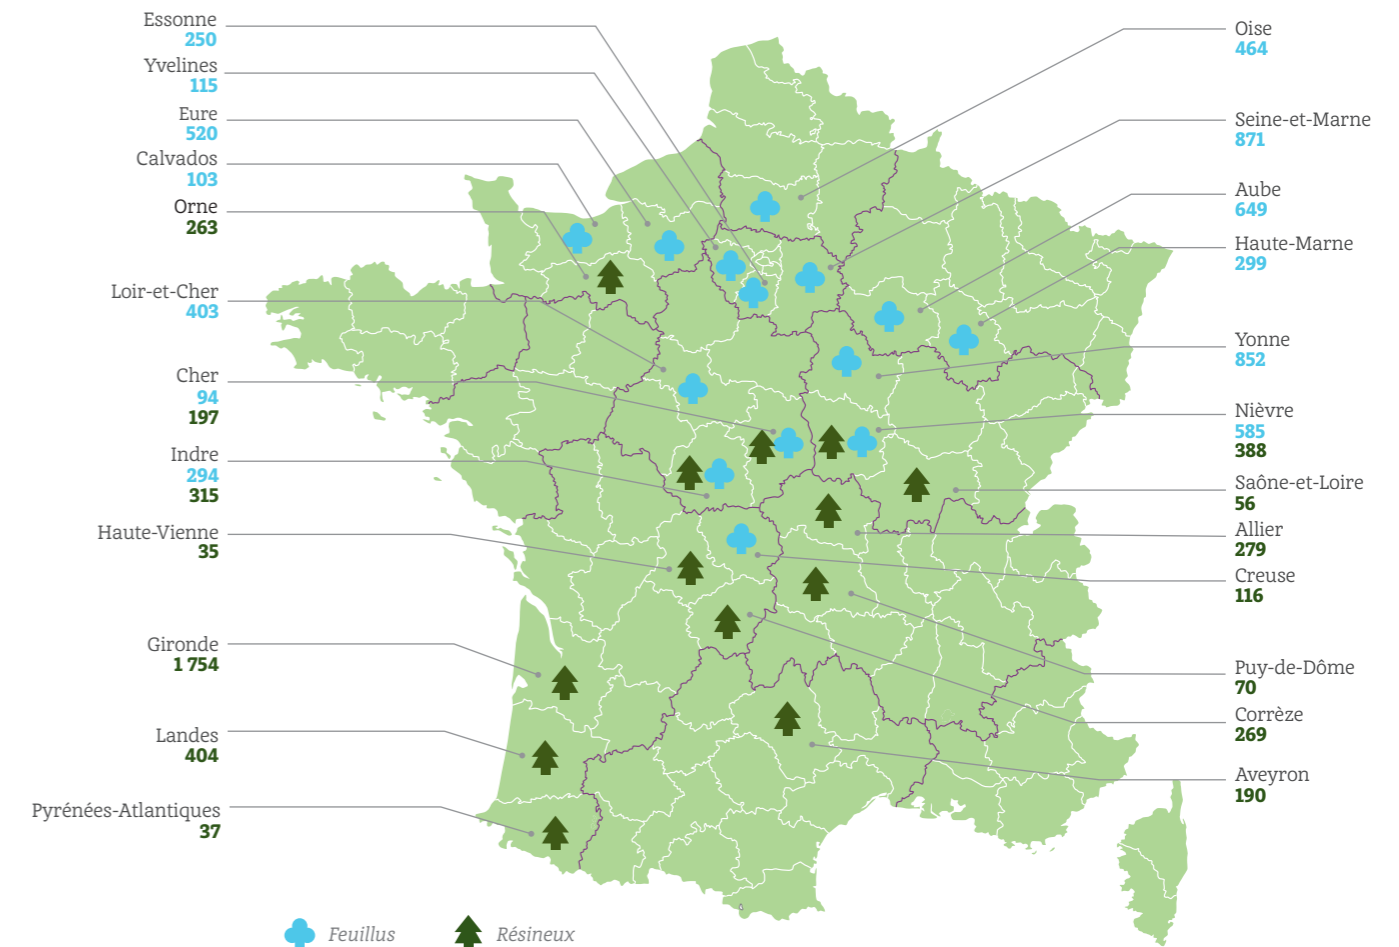 Essonne
250
Yvelines
115
Eure
520
Calvados
103
Orne
263
Loir-et-Cher
403
Cher
94
197
Indre
294
315
Haute-Vienne
35
Gironde
1 754
Landes
404
Pyrénées-Atlantiques
37
Oise
464
Seine-et-Marne
871
Aube
649
Haute-Marne
299
Yonne
852
Nièvre
585
388
Saône-et-Loire
56
Allier
279
Creuse
116
Puy-de-Dôme
70
Corrèze
269
Aveyron
190
Feuillus
Résineux